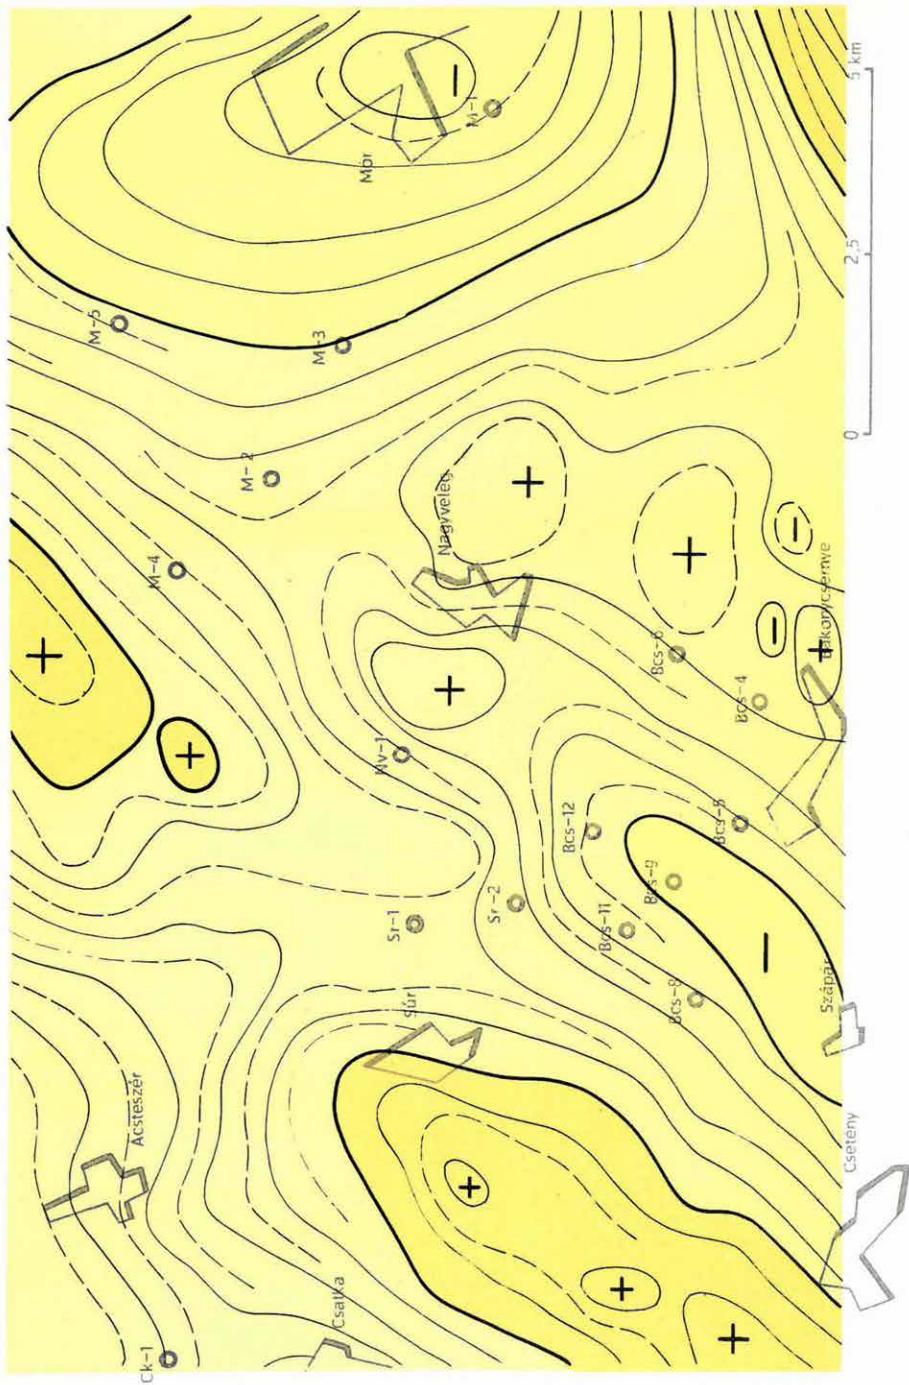 Mór
M-1
M-5
M-3
M-2
M-4
Nagyveleg
Nv-1
Bcs-6
Bcs-4
Bakonycsernye
Bcs-12
Bcs-5
Bcs-9
Bcs-11
Bcs-8
Sr-1
Sr-2
Súr
Szápár
Ácsteszér
Csetény
Csatka
Ck-1
0 2,5 5 km
+
+
+
+
+
+
+
+
+
−
−
−
−